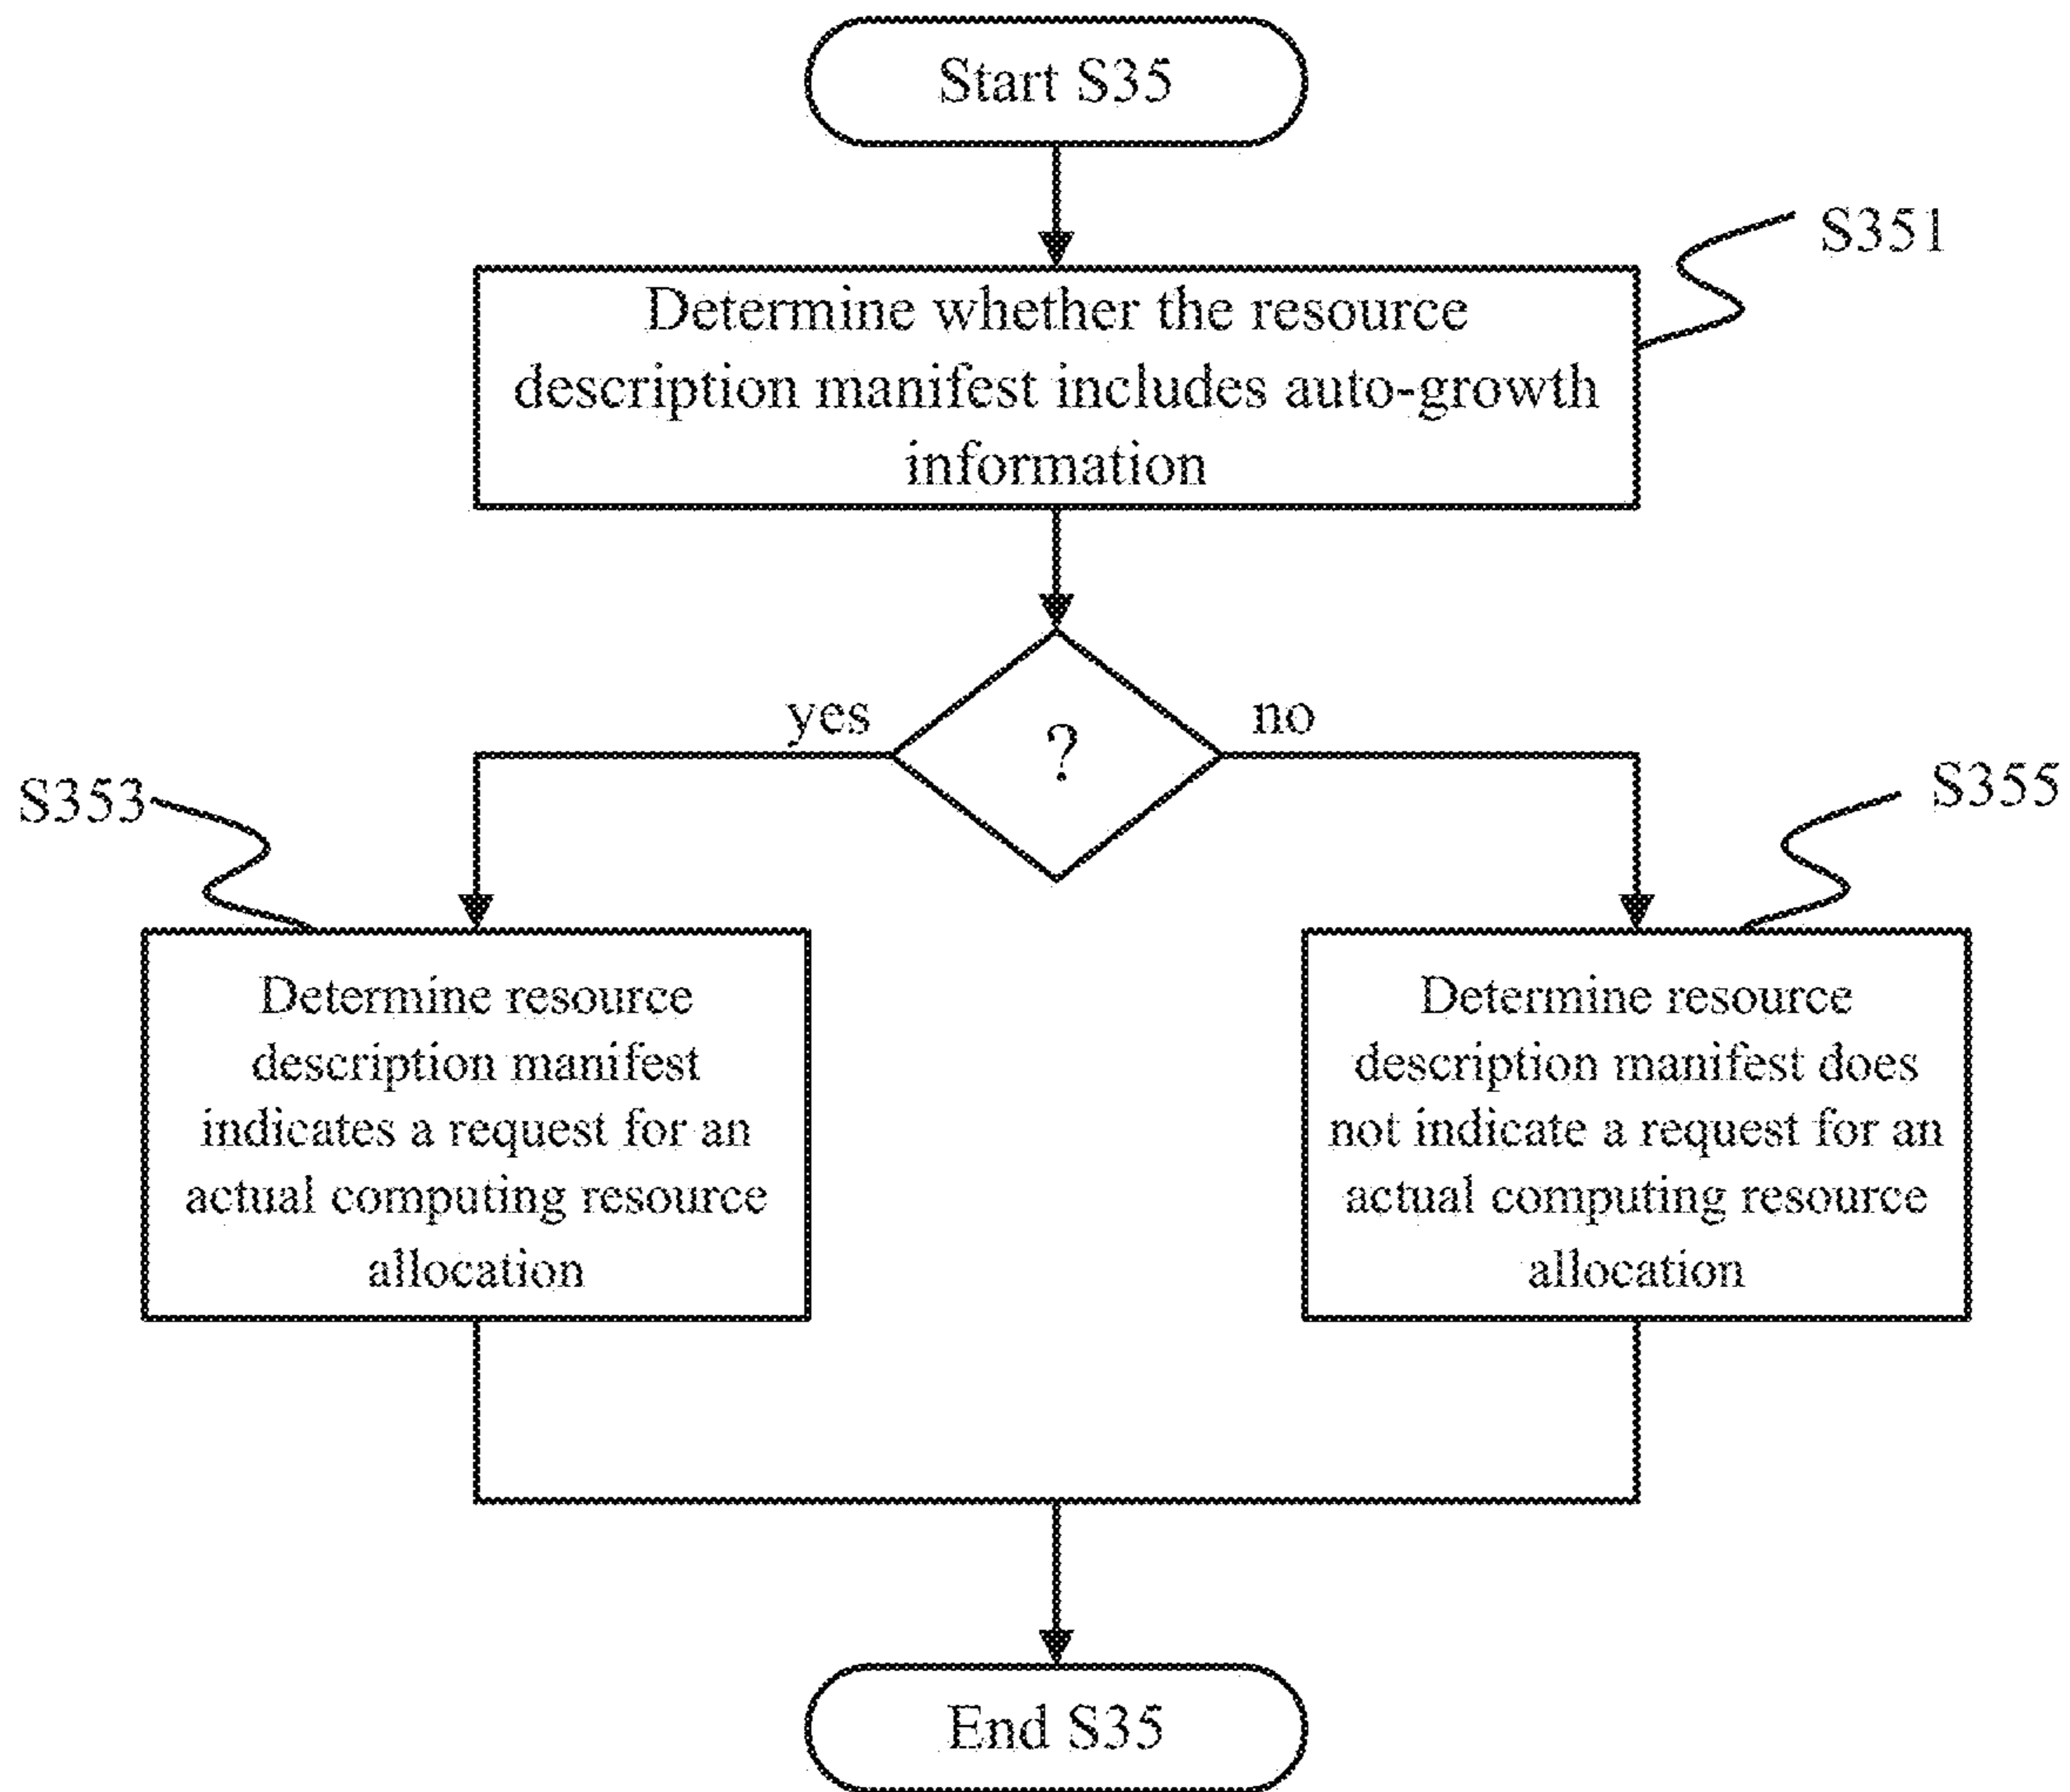 Start S35
S351
Determine whether the resource
description manifest includes auto-growth
information
yes
?
no
S353
S355
Determine resource
description manifest
indicates a request for an
actual computing resource
allocation
Determine resource
description manifest does
not indicate a request for an
actual computing resource
allocation
End S35